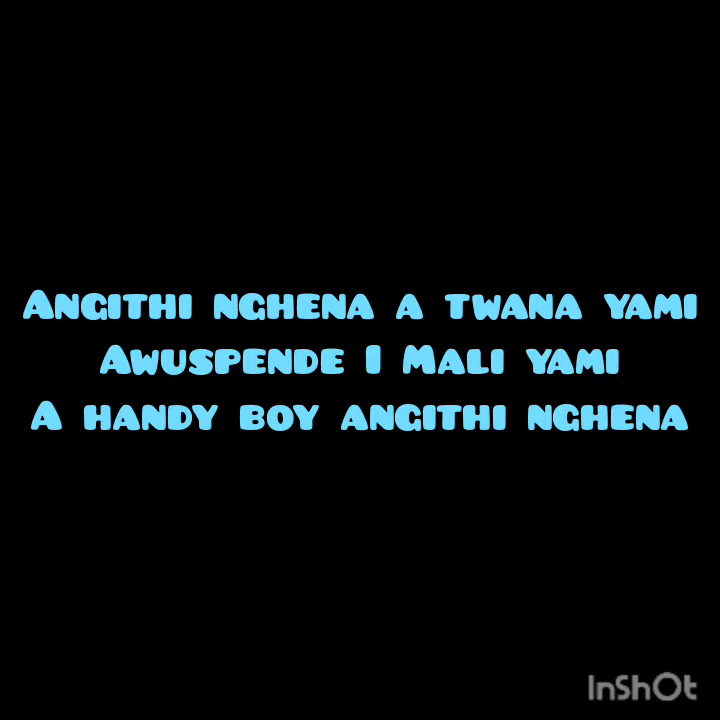 Angithi nghena a twana yami
Awuspende I Mali yami
A handy boy angithi nghena
InShOt